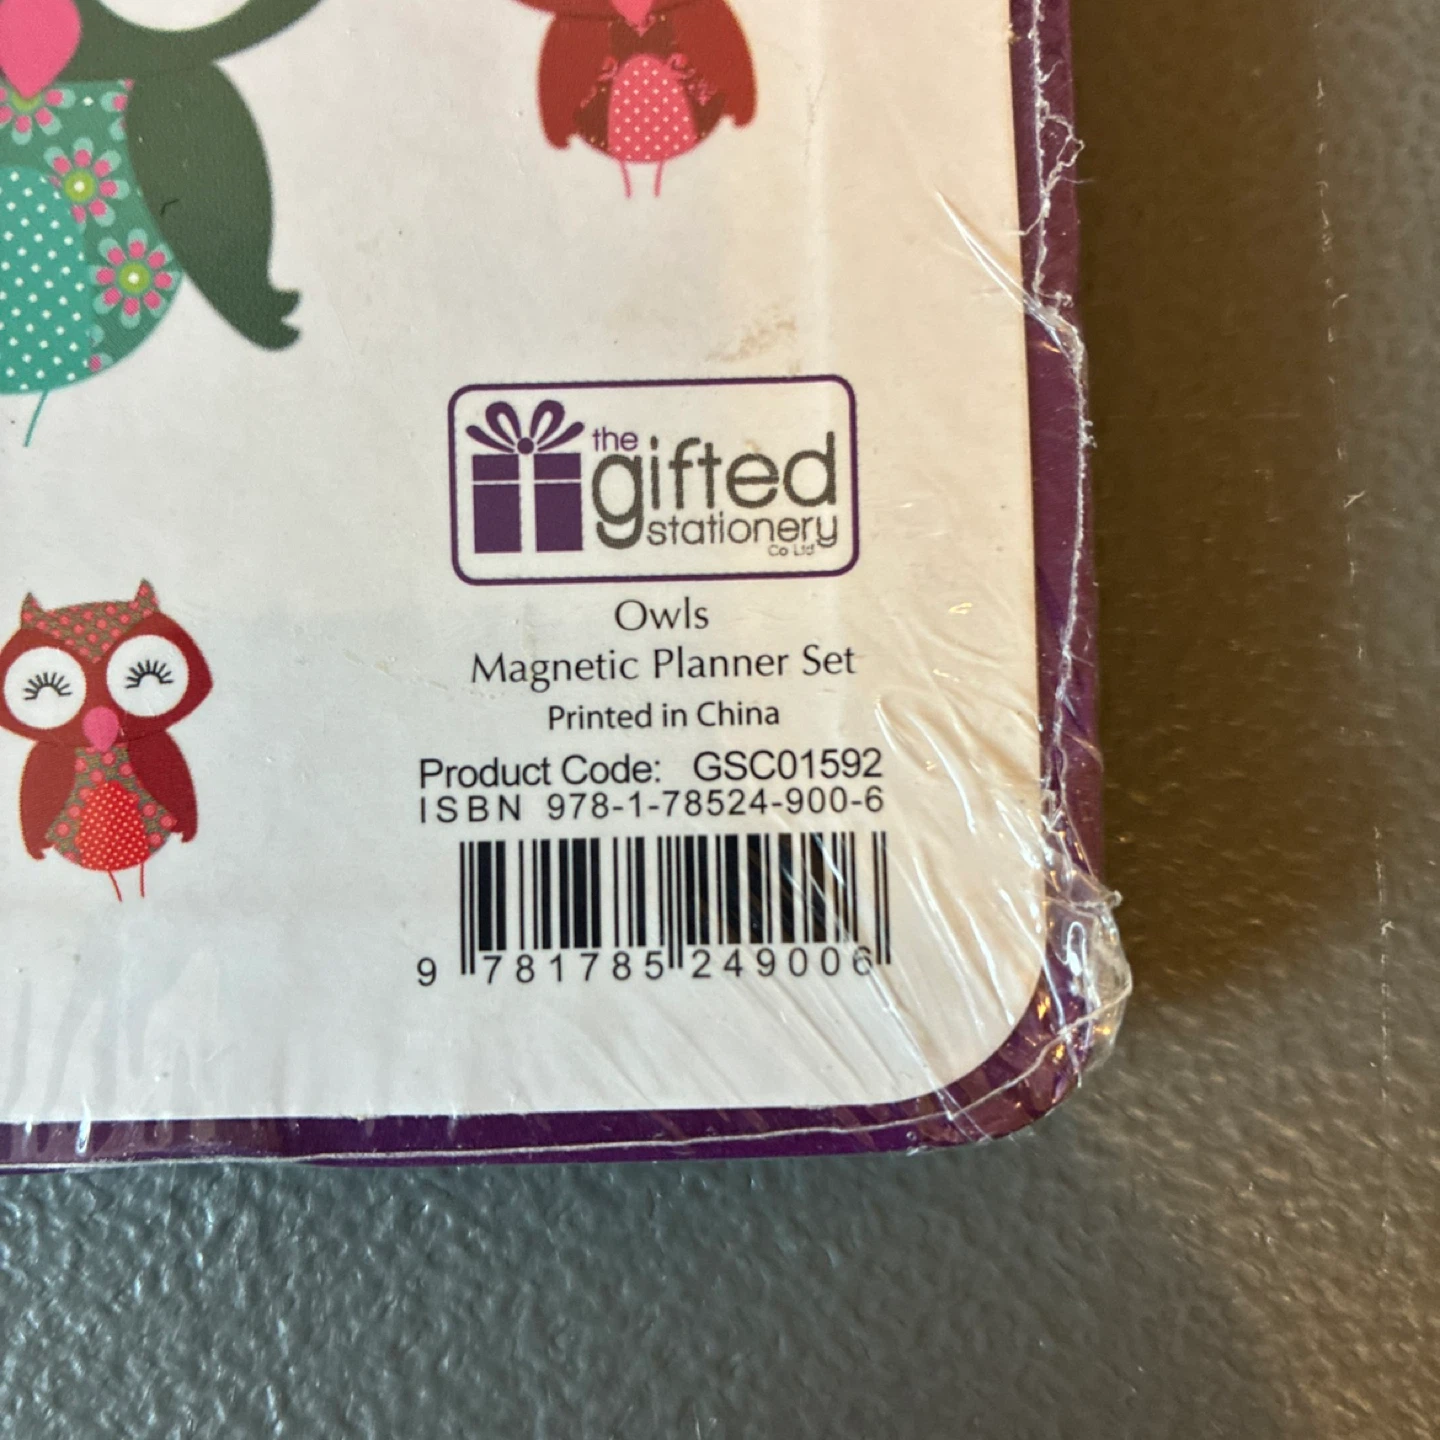 the
gifted
stationery
Co Ltd
Owls
Magnetic Planner Set
Printed in China
Product Code: GSC01592
ISBN 978-1-78524-900-6
9 781785 249006